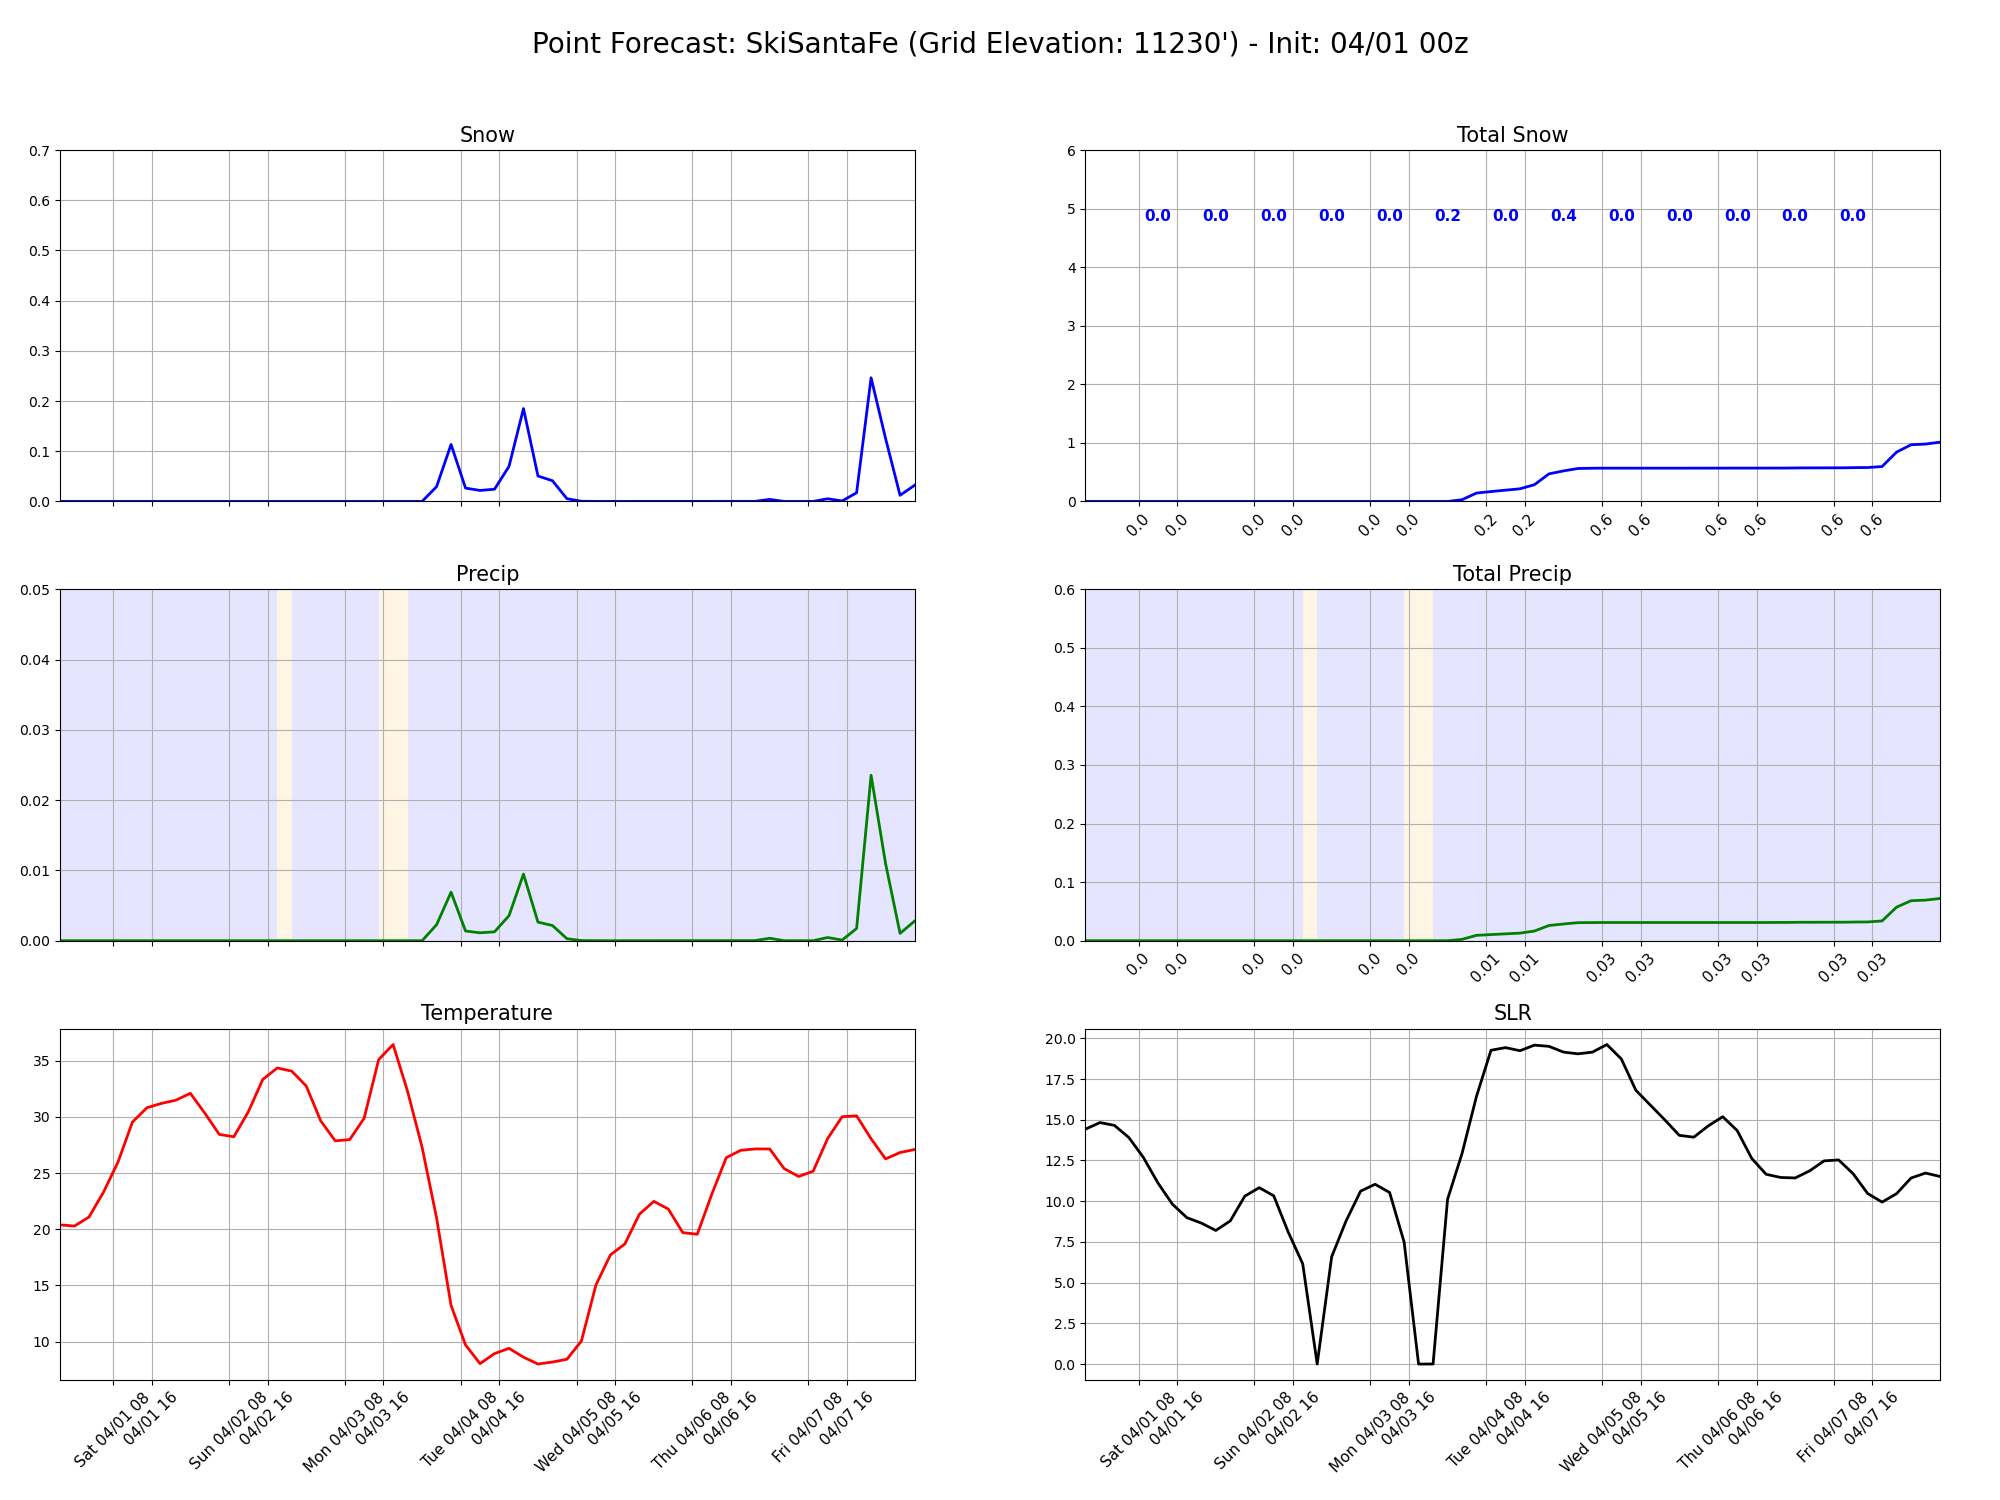 Point Forecast: SkiSantaFe (Grid Elevation: 11230') - Init: 04/01 00z
Snow
0.7
0.6
0.5
0.4
0.3
0.2
0.1
0.0
Total Snow
6
5
4
3
2
1
0
0.0 0.0 0.0 0.0 0.0 0.2 0.0 0.4 0.0 0.0 0.0 0.0 0.0
0.0 0.0 0.0 0.0 0.0 0.0 0.2 0.2 0.6 0.6 0.6 0.6 0.6 0.6
Precip
0.05
0.04
0.03
0.02
0.01
0.00
Total Precip
0.6
0.5
0.4
0.3
0.2
0.1
0.0
0.0 0.0 0.0 0.0 0.0 0.0 0.01 0.01 0.03 0.03 0.03 0.03 0.03 0.03
Temperature
35
30
25
20
15
10
Sat 04/01 08
04/01 16
Sun 04/02 08
04/02 16
Mon 04/03 08
04/03 16
Tue 04/04 08
04/04 16
Wed 04/05 08
04/05 16
Thu 04/06 08
04/06 16
Fri 04/07 08
04/07 16
SLR
20.0
17.5
15.0
12.5
10.0
7.5
5.0
2.5
0.0
Sat 04/01 08
04/01 16
Sun 04/02 08
04/02 16
Mon 04/03 08
04/03 16
Tue 04/04 08
04/04 16
Wed 04/05 08
04/05 16
Thu 04/06 08
04/06 16
Fri 04/07 08
04/07 16